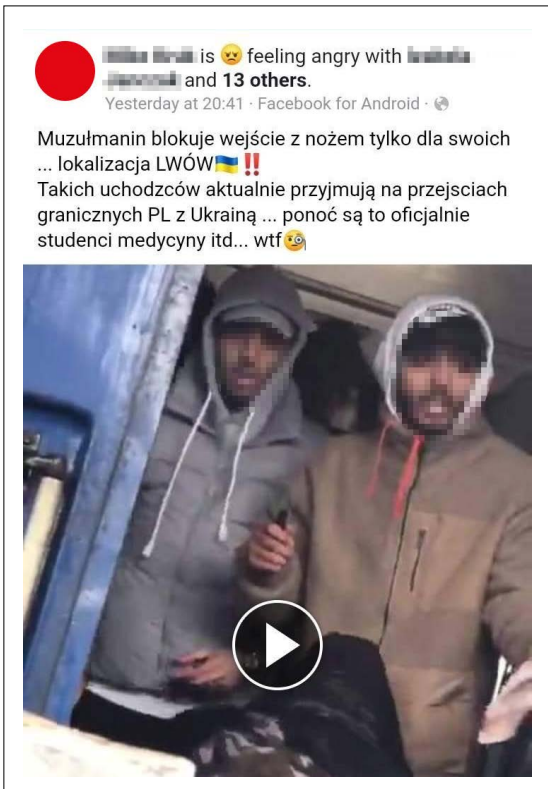 is 😠 feeling angry with
and 13 others.
Yesterday at 20:41 · Facebook for Android ·
Muzułmanin blokuje wejście z nożem tylko dla swoich
... lokalizacja LWÓW🇺🇦‼️
Takich uchodzców aktualnie przyjmują na przejsciach
granicznych PL z Ukrainą ... ponoć są to oficjalnie
studenci medycyny itd... wtf🧐